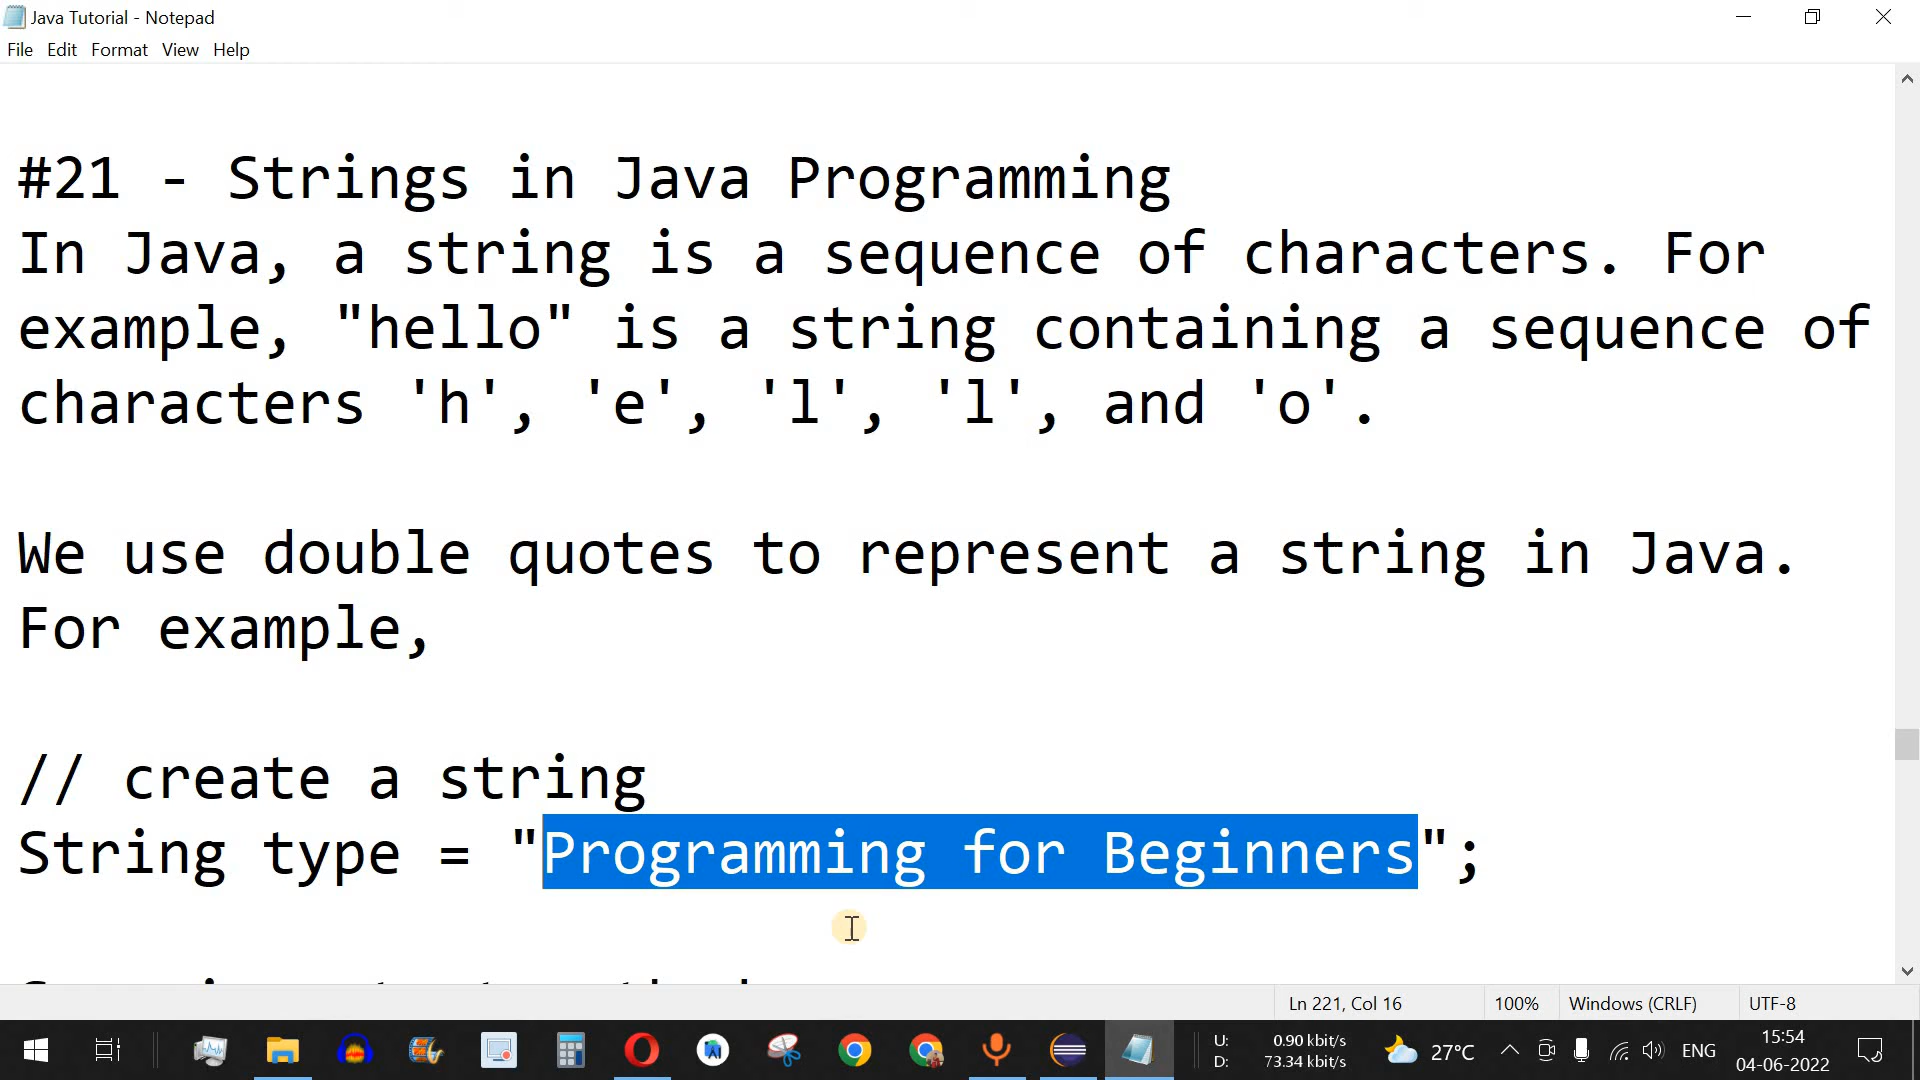 Java Tutorial - Notepad
File Edit Format View Help
#21 - Strings in Java Programming
In Java, a string is a sequence of characters. For
example, "hello" is a string containing a sequence of
characters 'h', 'e', 'l', 'l', and 'o'.
We use double quotes to represent a string in Java.
For example,
// create a string
String type = "Programming for Beginners";
Ln 221, Col 16 100% Windows (CRLF) UTF-8
U: 0.90 kbit/s
D: 73.34 kbit/s
27°C
ENG
15:54
04-06-2022